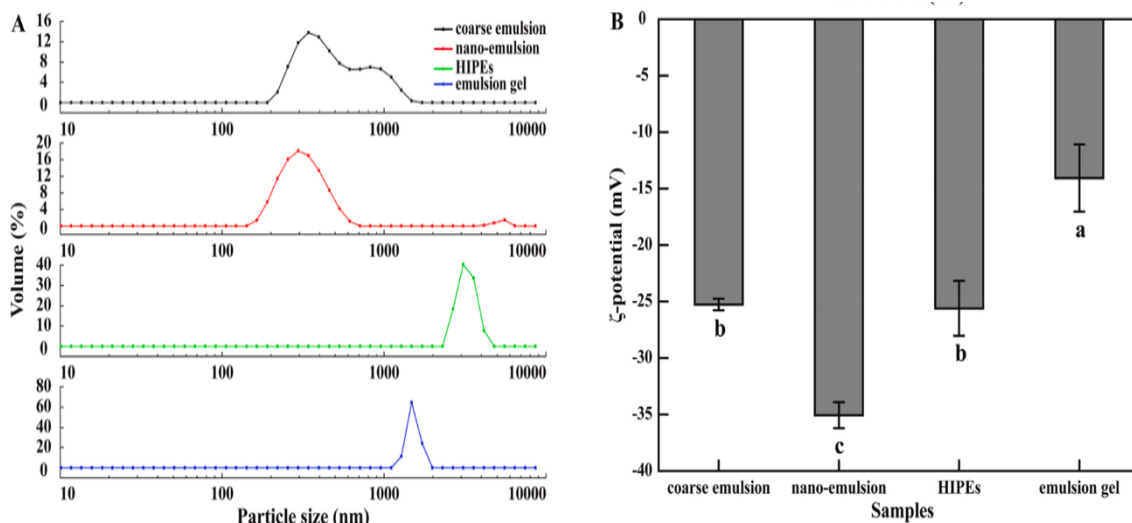 A
coarse emulsion
nano-emulsion
HIPEs
emulsion gel
Volume (%)
16
12
8
4
0
10 100 1000 10000
20
16
12
8
4
0
10 100 1000 10000
40
30
20
10
0
10 100 1000 10000
80
60
40
20
0
10 100 1000 10000
Particle size (nm)
B
ζ-potential (mV)
0
-5
-10
-15
-20
-25
-30
-35
-40
b
c
b
a
coarse emulsion nano-emulsion HIPEs emulsion gel
Samples